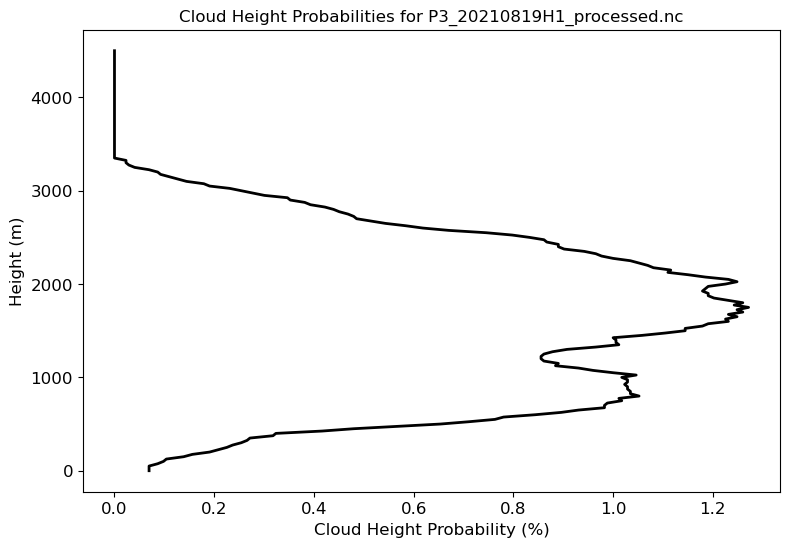 Cloud Height Probabilities for P3_20210819H1_processed.nc
Height (m)
4000
3000
2000
1000
0
0.0 0.2 0.4 0.6 0.8 1.0 1.2
Cloud Height Probability (%)